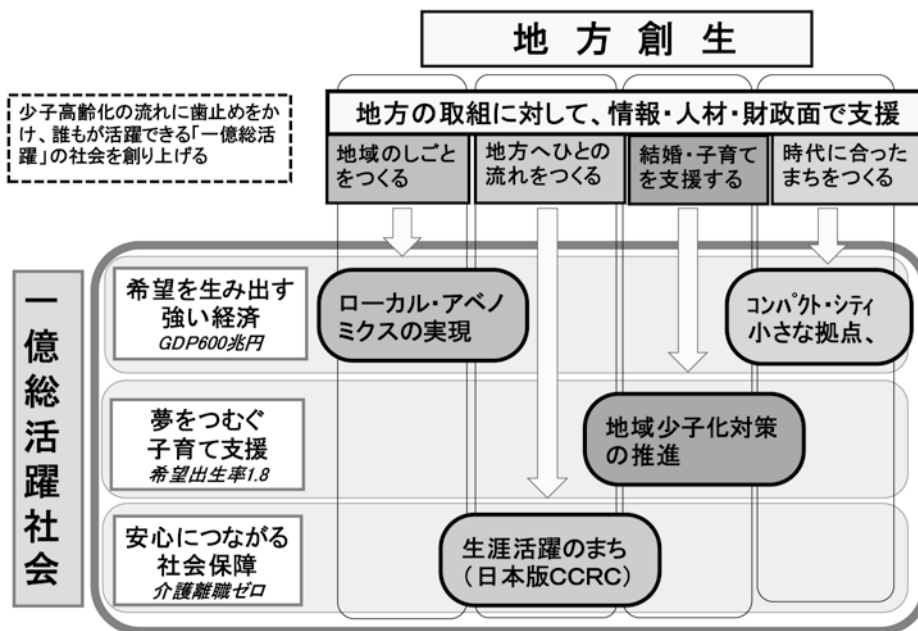 地方創生
少子高齢化の流れに歯止めをか
け、誰もが活躍できる「一億総活
躍」の社会を創り上げる
地方の取組に対して、情報・人材・財政面で支援
地域のしごと
をつくる
地方へひとの
流れをつくる
結婚・子育て
を支援する
時代に合った
まちをつくる
一億総活躍社会
希望を生み出す
強い経済
GDP600兆円
ローカル・アベノ
ミクスの実現
コンパクト・シティ
小さな拠点、
夢をつむぐ
子育て支援
希望出生率1.8
地域少子化対策
の推進
安心につながる
社会保障
介護離職ゼロ
生涯活躍のまち
（日本版CCRC）